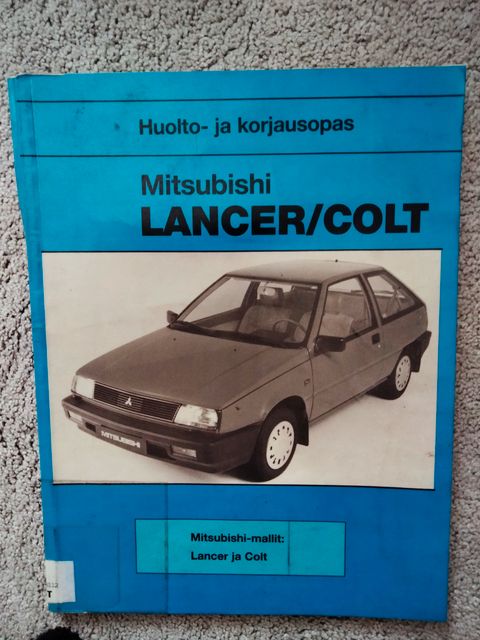 Huolto- ja korjausopas
Mitsubishi
LANCER/COLT
MITSUBISHI
Mitsubishi-mallit:
Lancer ja Colt
T